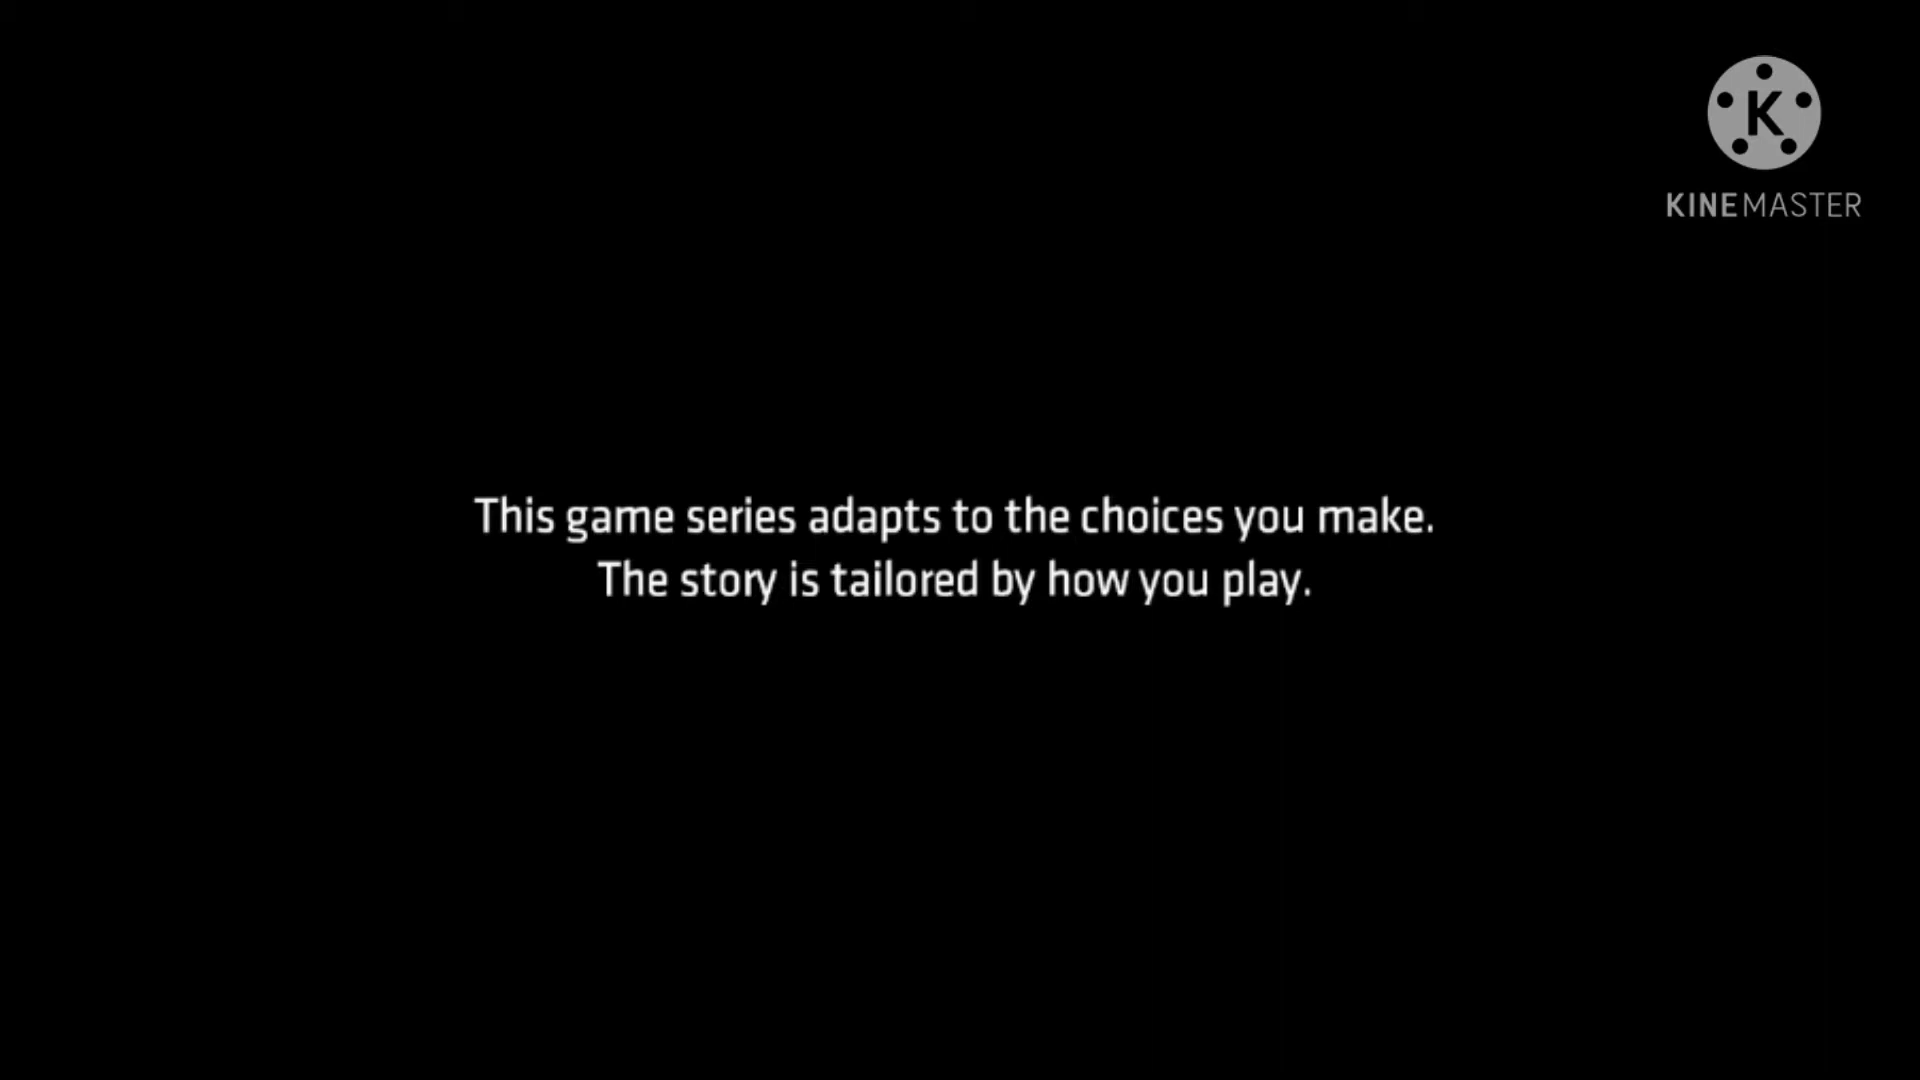 K
KINEMASTER
This game series adapts to the choices you make.
The story is tailored by how you play.